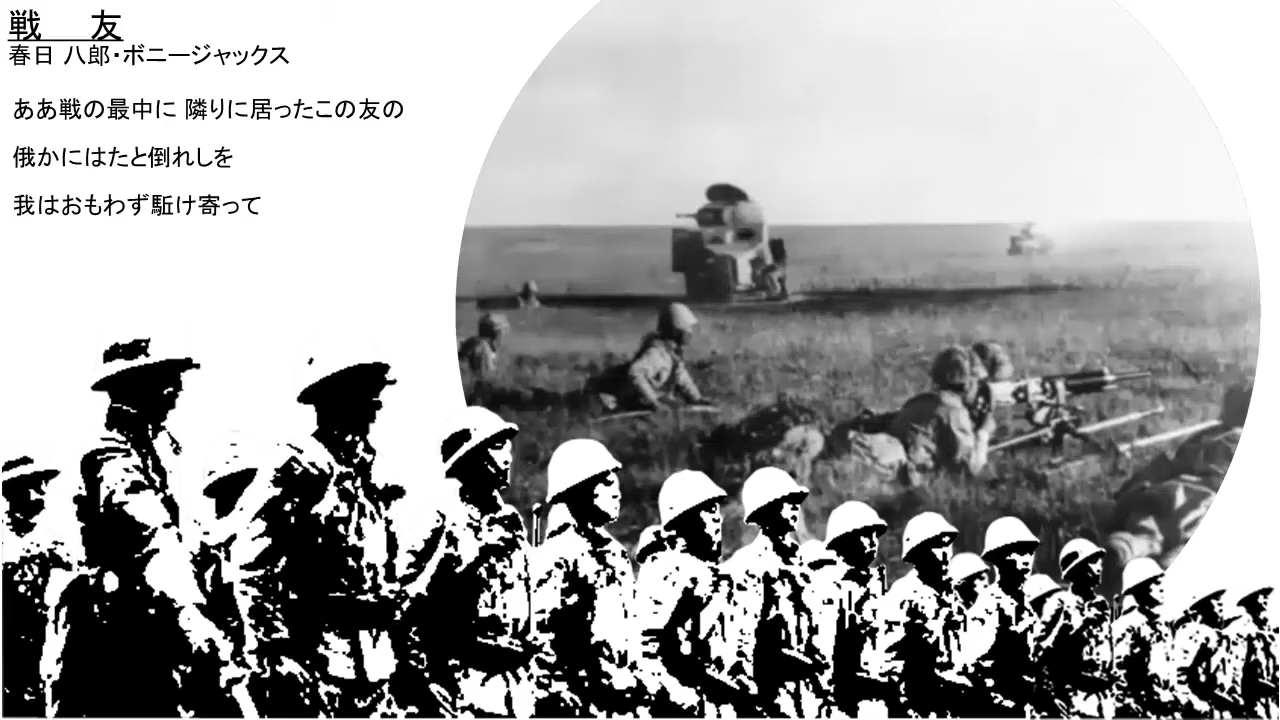 戦　友
春日 八郎・ボニージャックス
ああ戦の最中に 隣りに居ったこの友の
俄かにはたと倒れしを
我はおもわず駈け寄って